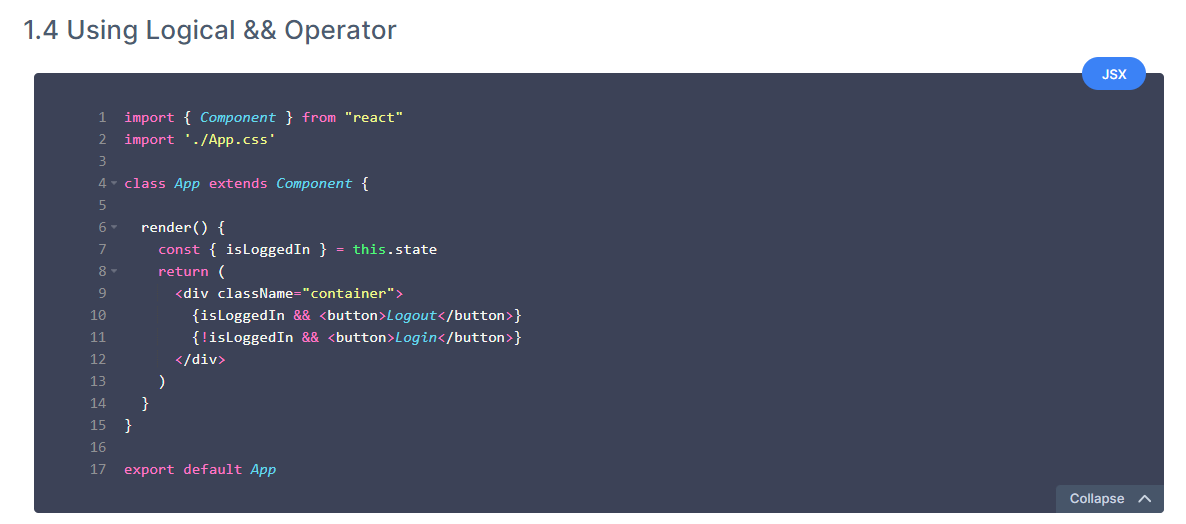 1.4 Using Logical && Operator
JSX
1 import { Component } from "react"
2 import './App.css'
3
4 class App extends Component {
5
6   render() {
7     const { isLoggedIn } = this.state
8     return (
9       <div className="container">
10         {isLoggedIn && <button>Logout</button>}
11         {!isLoggedIn && <button>Login</button>}
12       </div>
13     )
14   }
15 }
16
17 export default App
Collapse